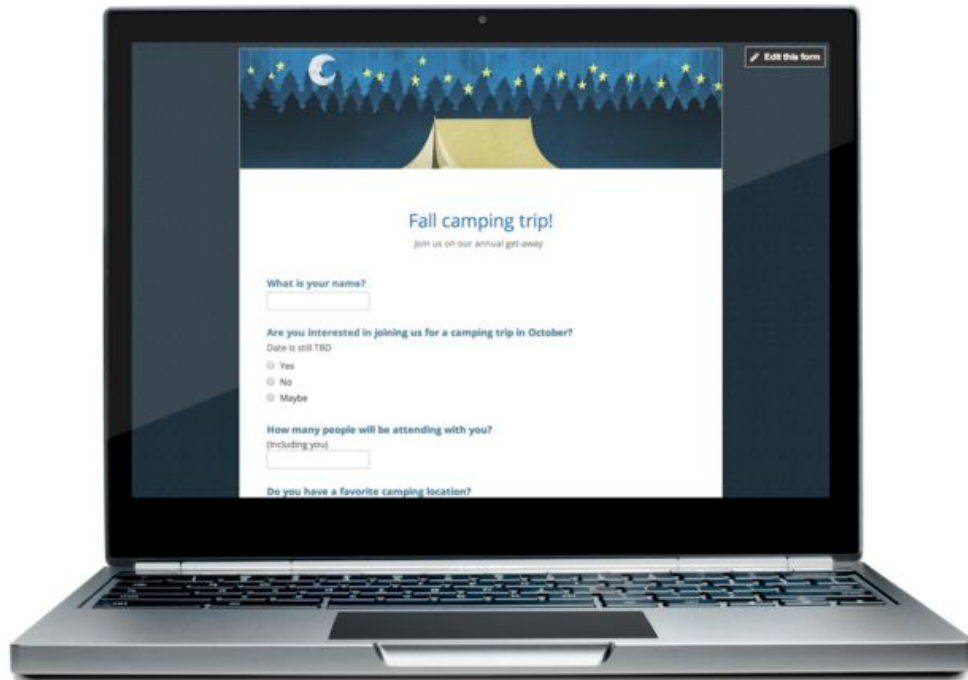 Edit this form
Fall camping trip!
Join us on our annual get-away
What is your name?
Are you interested in joining us for a camping trip in October?
Date is still TBD
Yes
No
Maybe
How many people will be attending with you?
(Including you)
Do you have a favorite camping location?